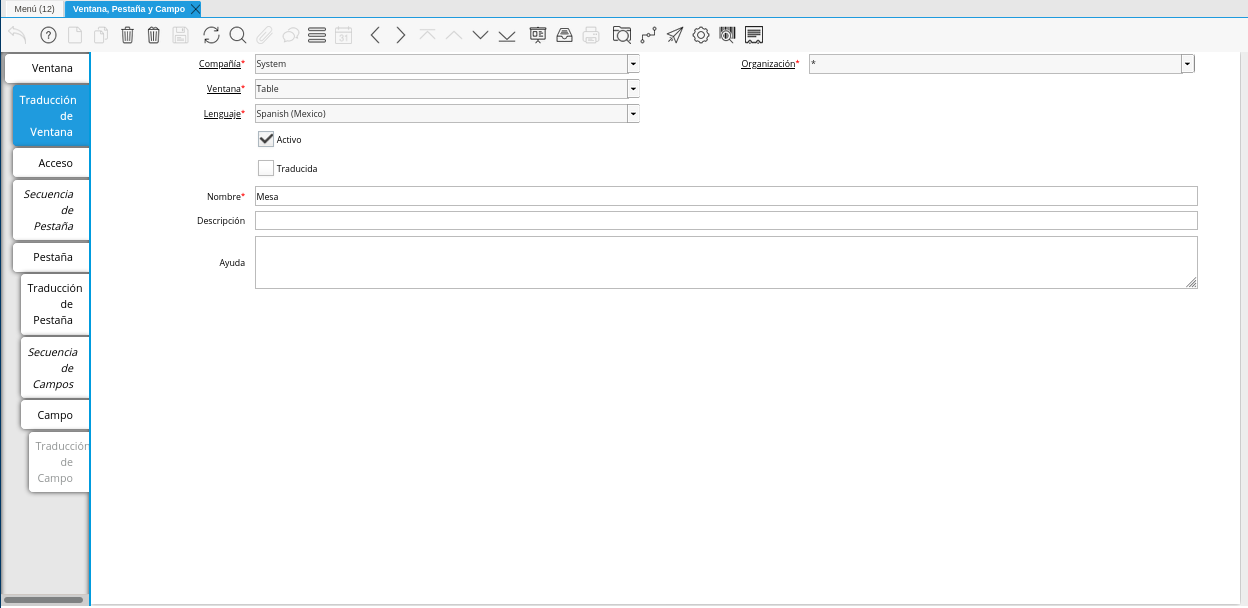 Menú (12)
Ventana, Pestaña y Campo
31
Ventana
Traducción
de
Ventana
Acceso
Secuencia
de
Pestaña
Pestaña
Traducción
de
Pestaña
Secuencia
de
Campos
Campo
Traducción
de
Campo
Compañía* System
Organización* *
Ventana* Table
Lenguaje* Spanish (Mexico)
Activo
Traducida
Nombre* Mesa
Descripción
Ayuda